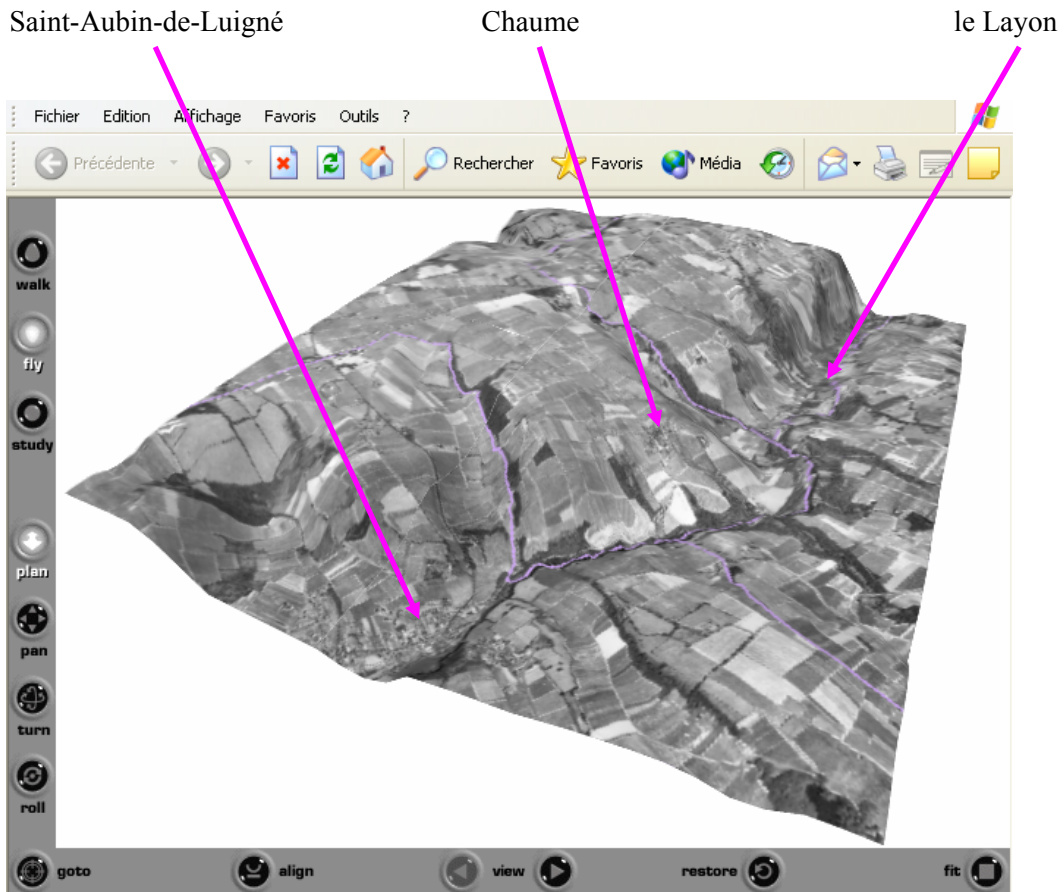 Saint-Aubin-de-Luigné Chaume le Layon
Fichier Edition Affichage Favoris Outils ?
Précédente Rechercher Favoris Média
walk
fly
study
plan
pan
turn
roll
goto align view restore fit